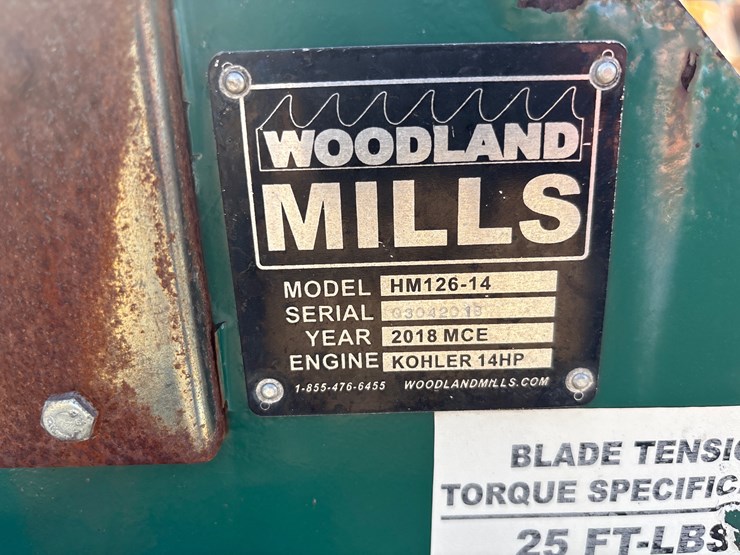 WOODLAND
MILLS
MODEL HM126-14
SERIAL 03042018
YEAR 2018 MCE
ENGINE KOHLER 14HP
1-855-476-6455 WOODLANDMILLS.COM
BLADE TENSI
TORQUE SPECIFIC
25 FT-LBS